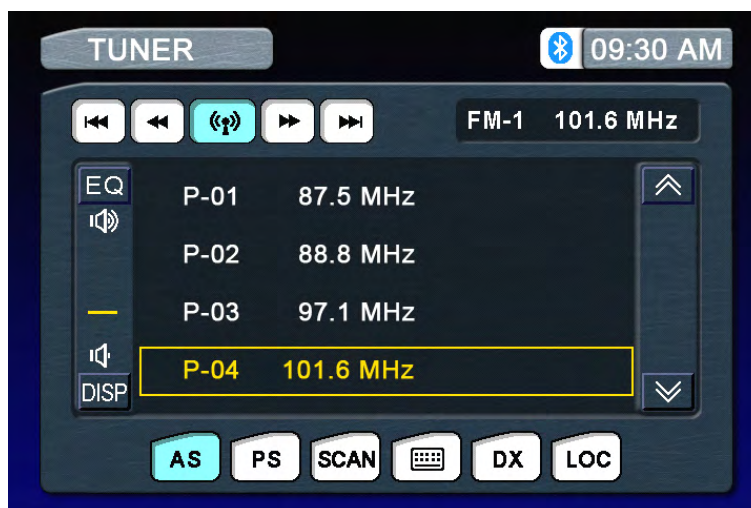 TUNER 09:30 AM
FM-1 101.6 MHz
EQ
P-01 87.5 MHz
P-02 88.8 MHz
P-03 97.1 MHz
P-04 101.6 MHz
DISP
AS PS SCAN DX LOC